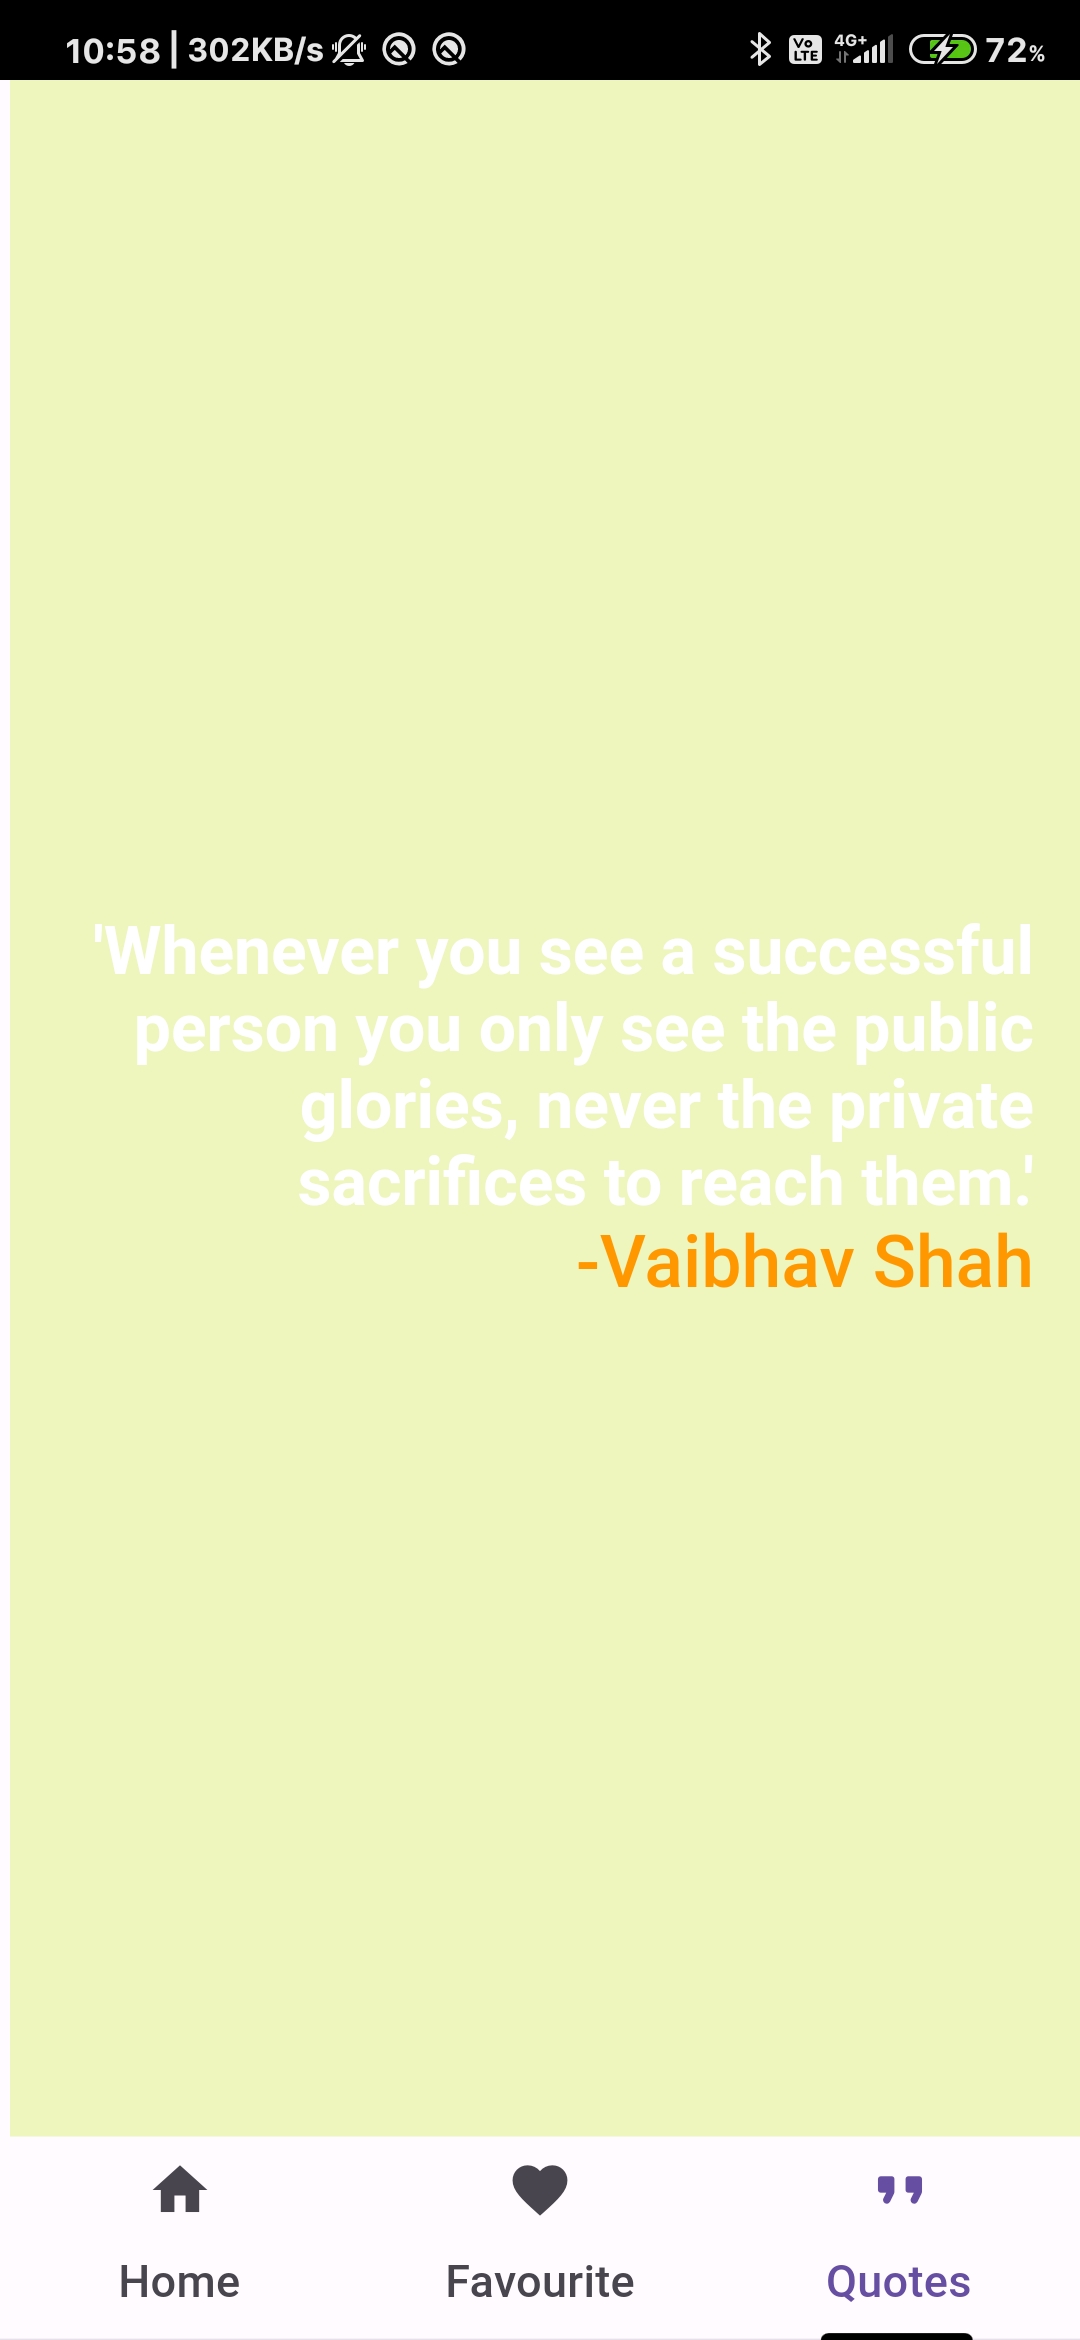 10:58 | 302KB/s Vo LTE 4G+ 72%
'Whenever you see a successful
person you only see the public
glories, never the private
sacrifices to reach them.'
-Vaibhav Shah
Home Favourite Quotes